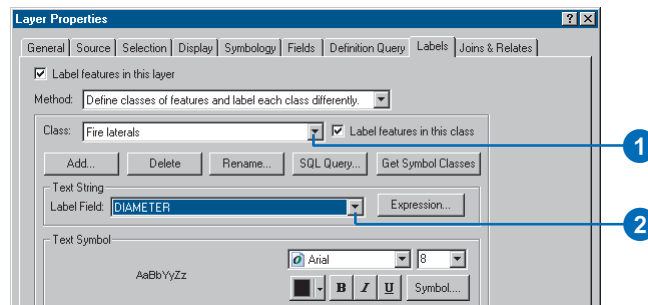 Layer Properties
General Source Selection Display Symbology Fields Definition Query Labels Joins & Relates
Label features in this layer
Method: Define classes of features and label each class differently.
Class: Fire laterals Label features in this class
1
Add... Delete Rename... SQL Query... Get Symbol Classes
Text String
Label Field: DIAMETER Expression...
2
Text Symbol
AaBbYyZz
Arial 8
B I U Symbol....